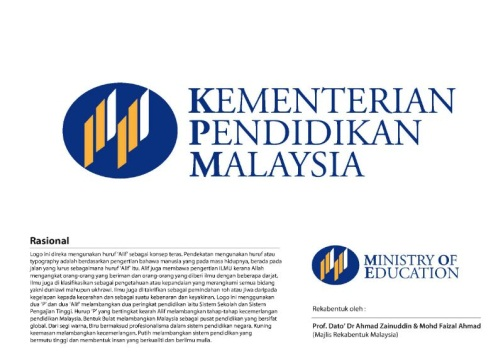 KEMENTERIAN
PENDIDIKAN
MALAYSIA
Rasional
Logo ini direka menggunakan huruf 'Alif' sebagai konsep teras. Pendekatan menggunakan huruf atau
typography adalah berdasarkan pengertian bahawa manusia yang pada masa hidupnya, berada pada
jalan yang lurus sebagaimana huruf 'Alif' itu. Alif juga membawa pengertian ILMU kerana Allah
mengangkat orang-orang yang beriman dan orang-orang yang diberi ilmu dengan beberapa darjat.
Ilmu juga di klasifikasikan sebagai pengetahuan atau kepandaian yang merangkumi semua bidang
yakni duniawi mahupun ukhrawi. Ilmu juga ditafsirkan sebagai pemindahan roh atau jiwa daripada
kegelapan kepada kecerahan dan sebagai suatu kebenaran dan keyakinan. Logo ini menggunakan
dua 'P' dan dua 'Alif' melambangkan dua peringkat pendidikan iaitu Sistem Sekolah dan Sistem
Pengajian Tinggi. Huruf 'P' yang bertingkat kearah Alif melambangkan tahap-tahap kecemerlangan
pendidikan Malaysia. Bentuk Bulat melambangkan Malaysia sebagai pusat pendidikan yang bersifat
global. Dari segi warna, Biru bermaksud profesionalisma dalam sistem pendidikan negara, Kuning
keemasan melambangkan kecemerlangan. Putih melambangkan sistem pendidikan yang
bermutu tinggi dan membentuk insan yang berkualiti dan berilmu mulia.
MINISTRY OF
EDUCATION
Rekabentuk oleh :
Prof. Dato' Dr Ahmad Zainuddin & Mohd Faizal Ahmad
(Majlis Rekabentuk Malaysia)